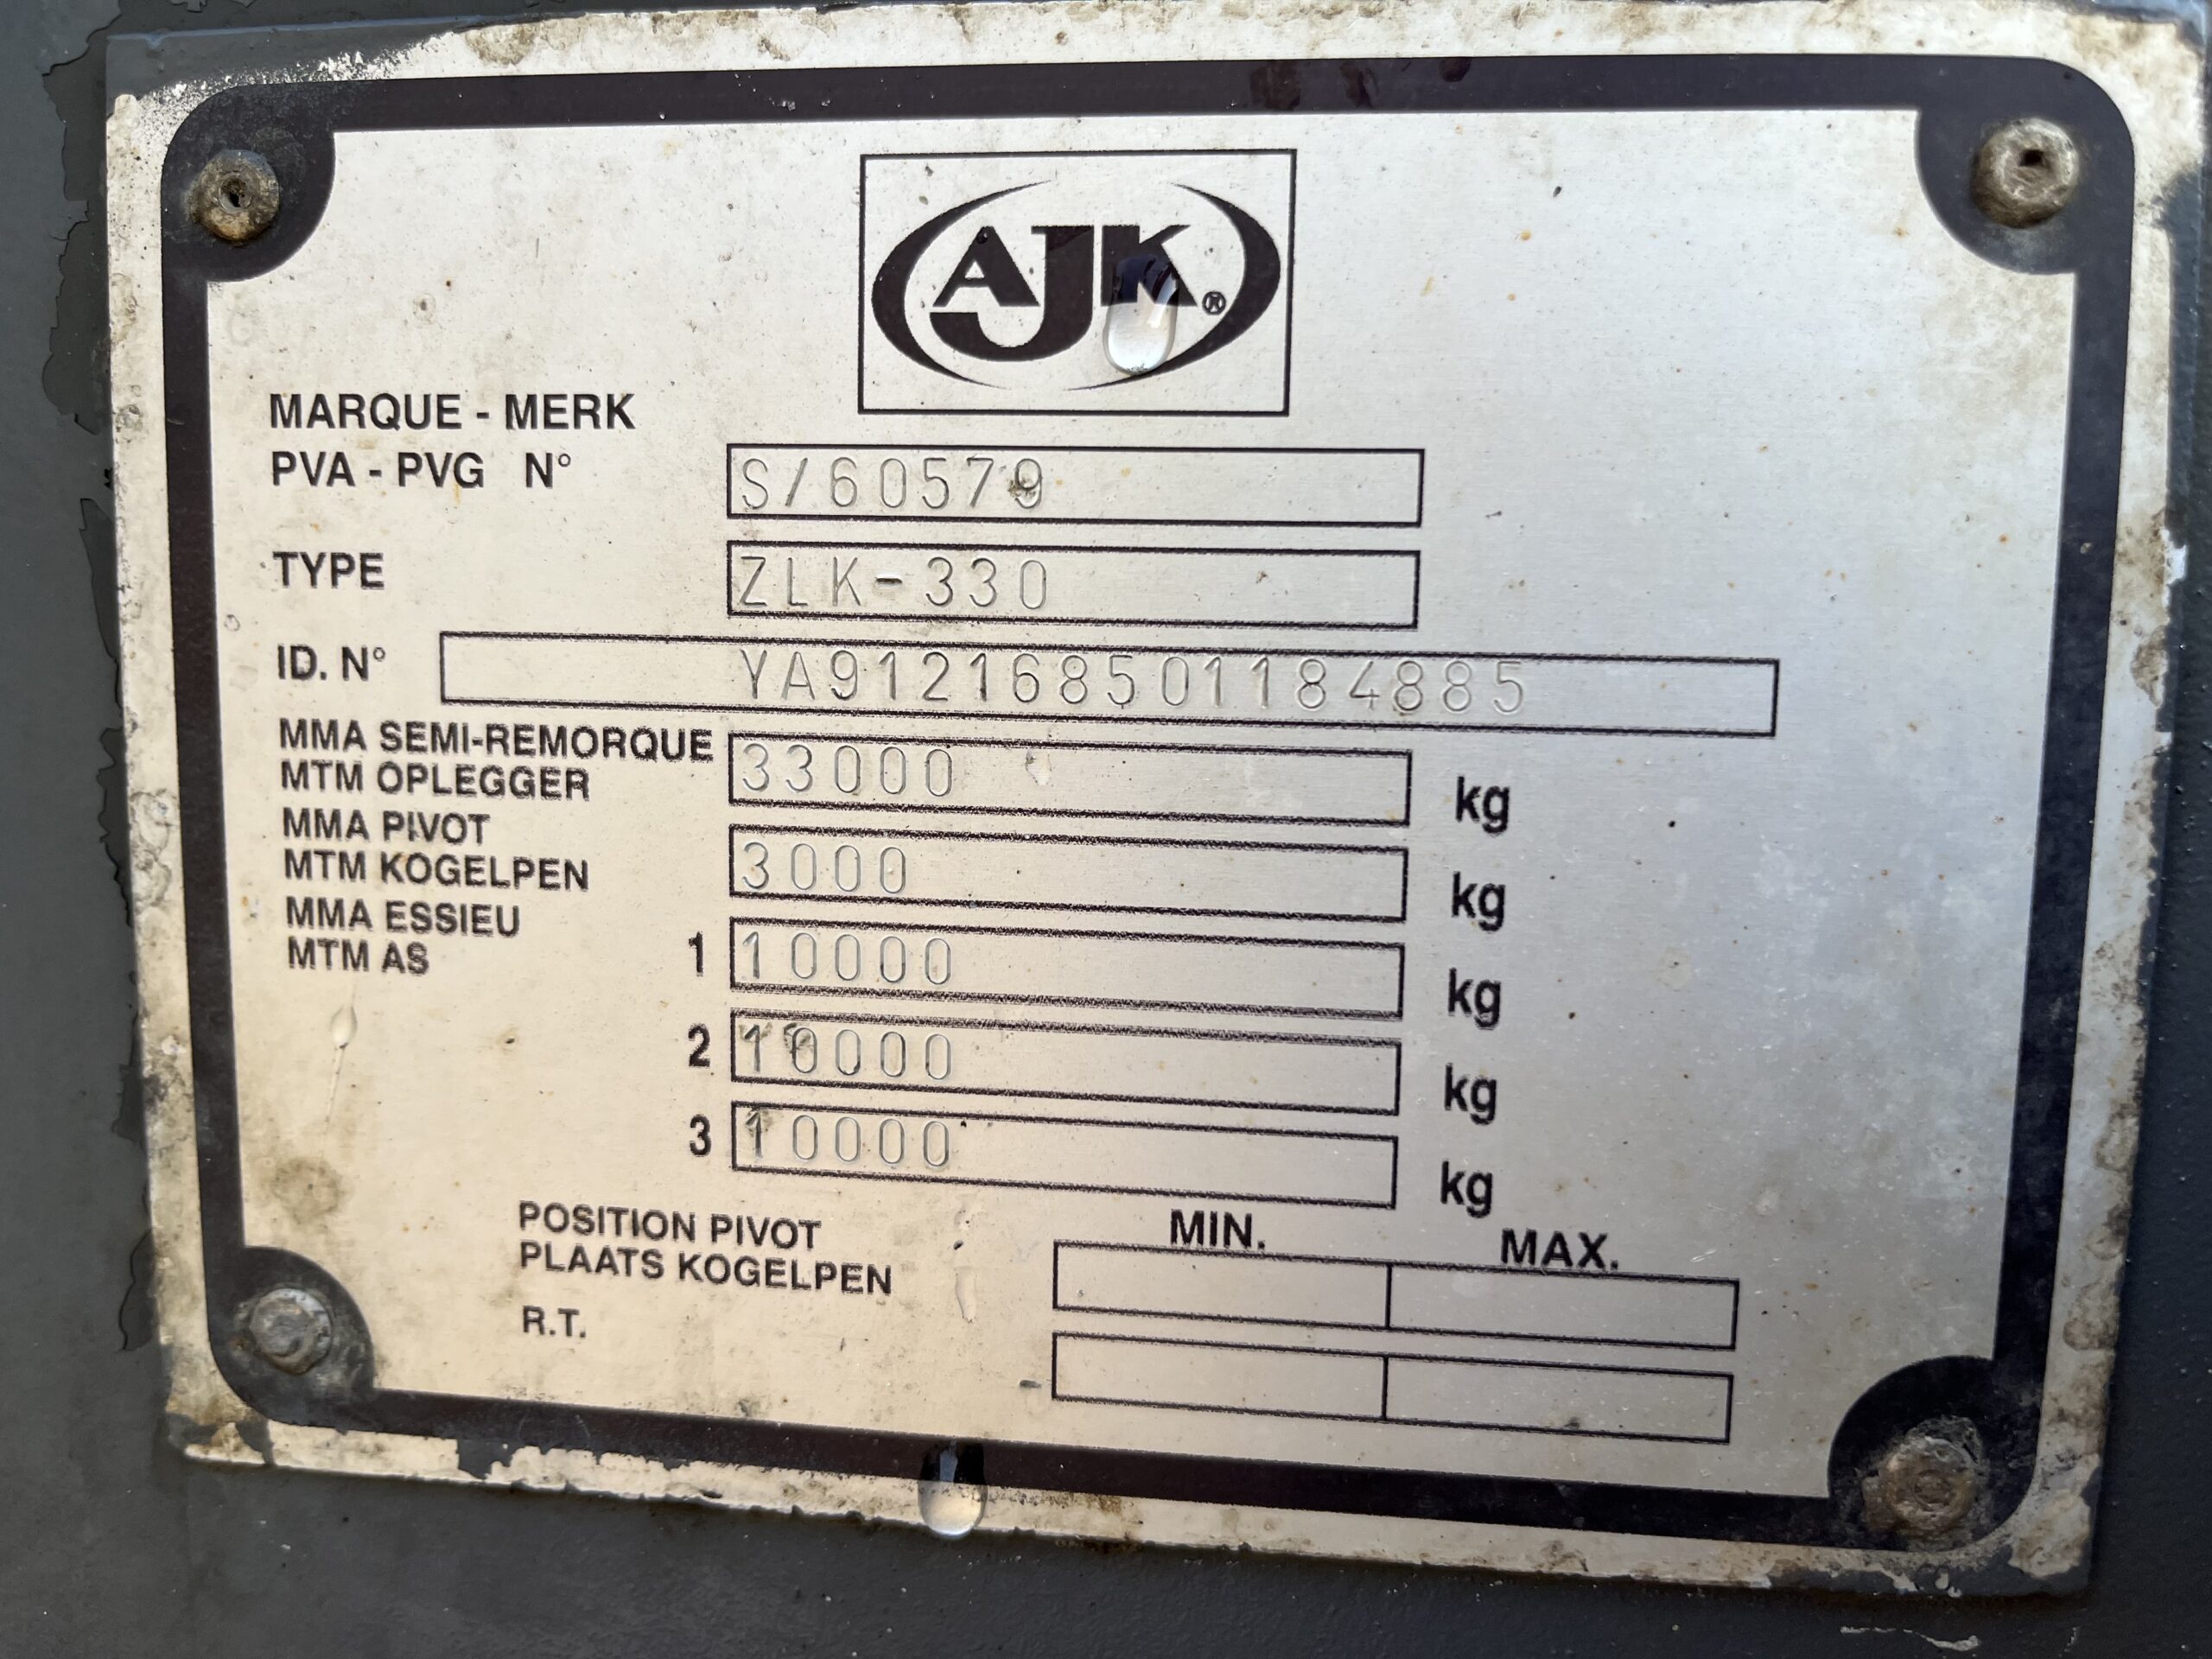 AJK®
MARQUE - MERK
PVA - PVG N° S/60579
TYPE ZLK-330
ID. N° YA912168501184885
MMA SEMI-REMORQUE
MTM OPLEGGER 33000 kg
MMA PIVOT
MTM KOGELPEN 3000 kg
MMA ESSIEU
MTM AS 1 10000 kg
2 10000 kg
3 10000 kg
POSITION PIVOT MIN. MAX.
PLAATS KOGELPEN
R.T.